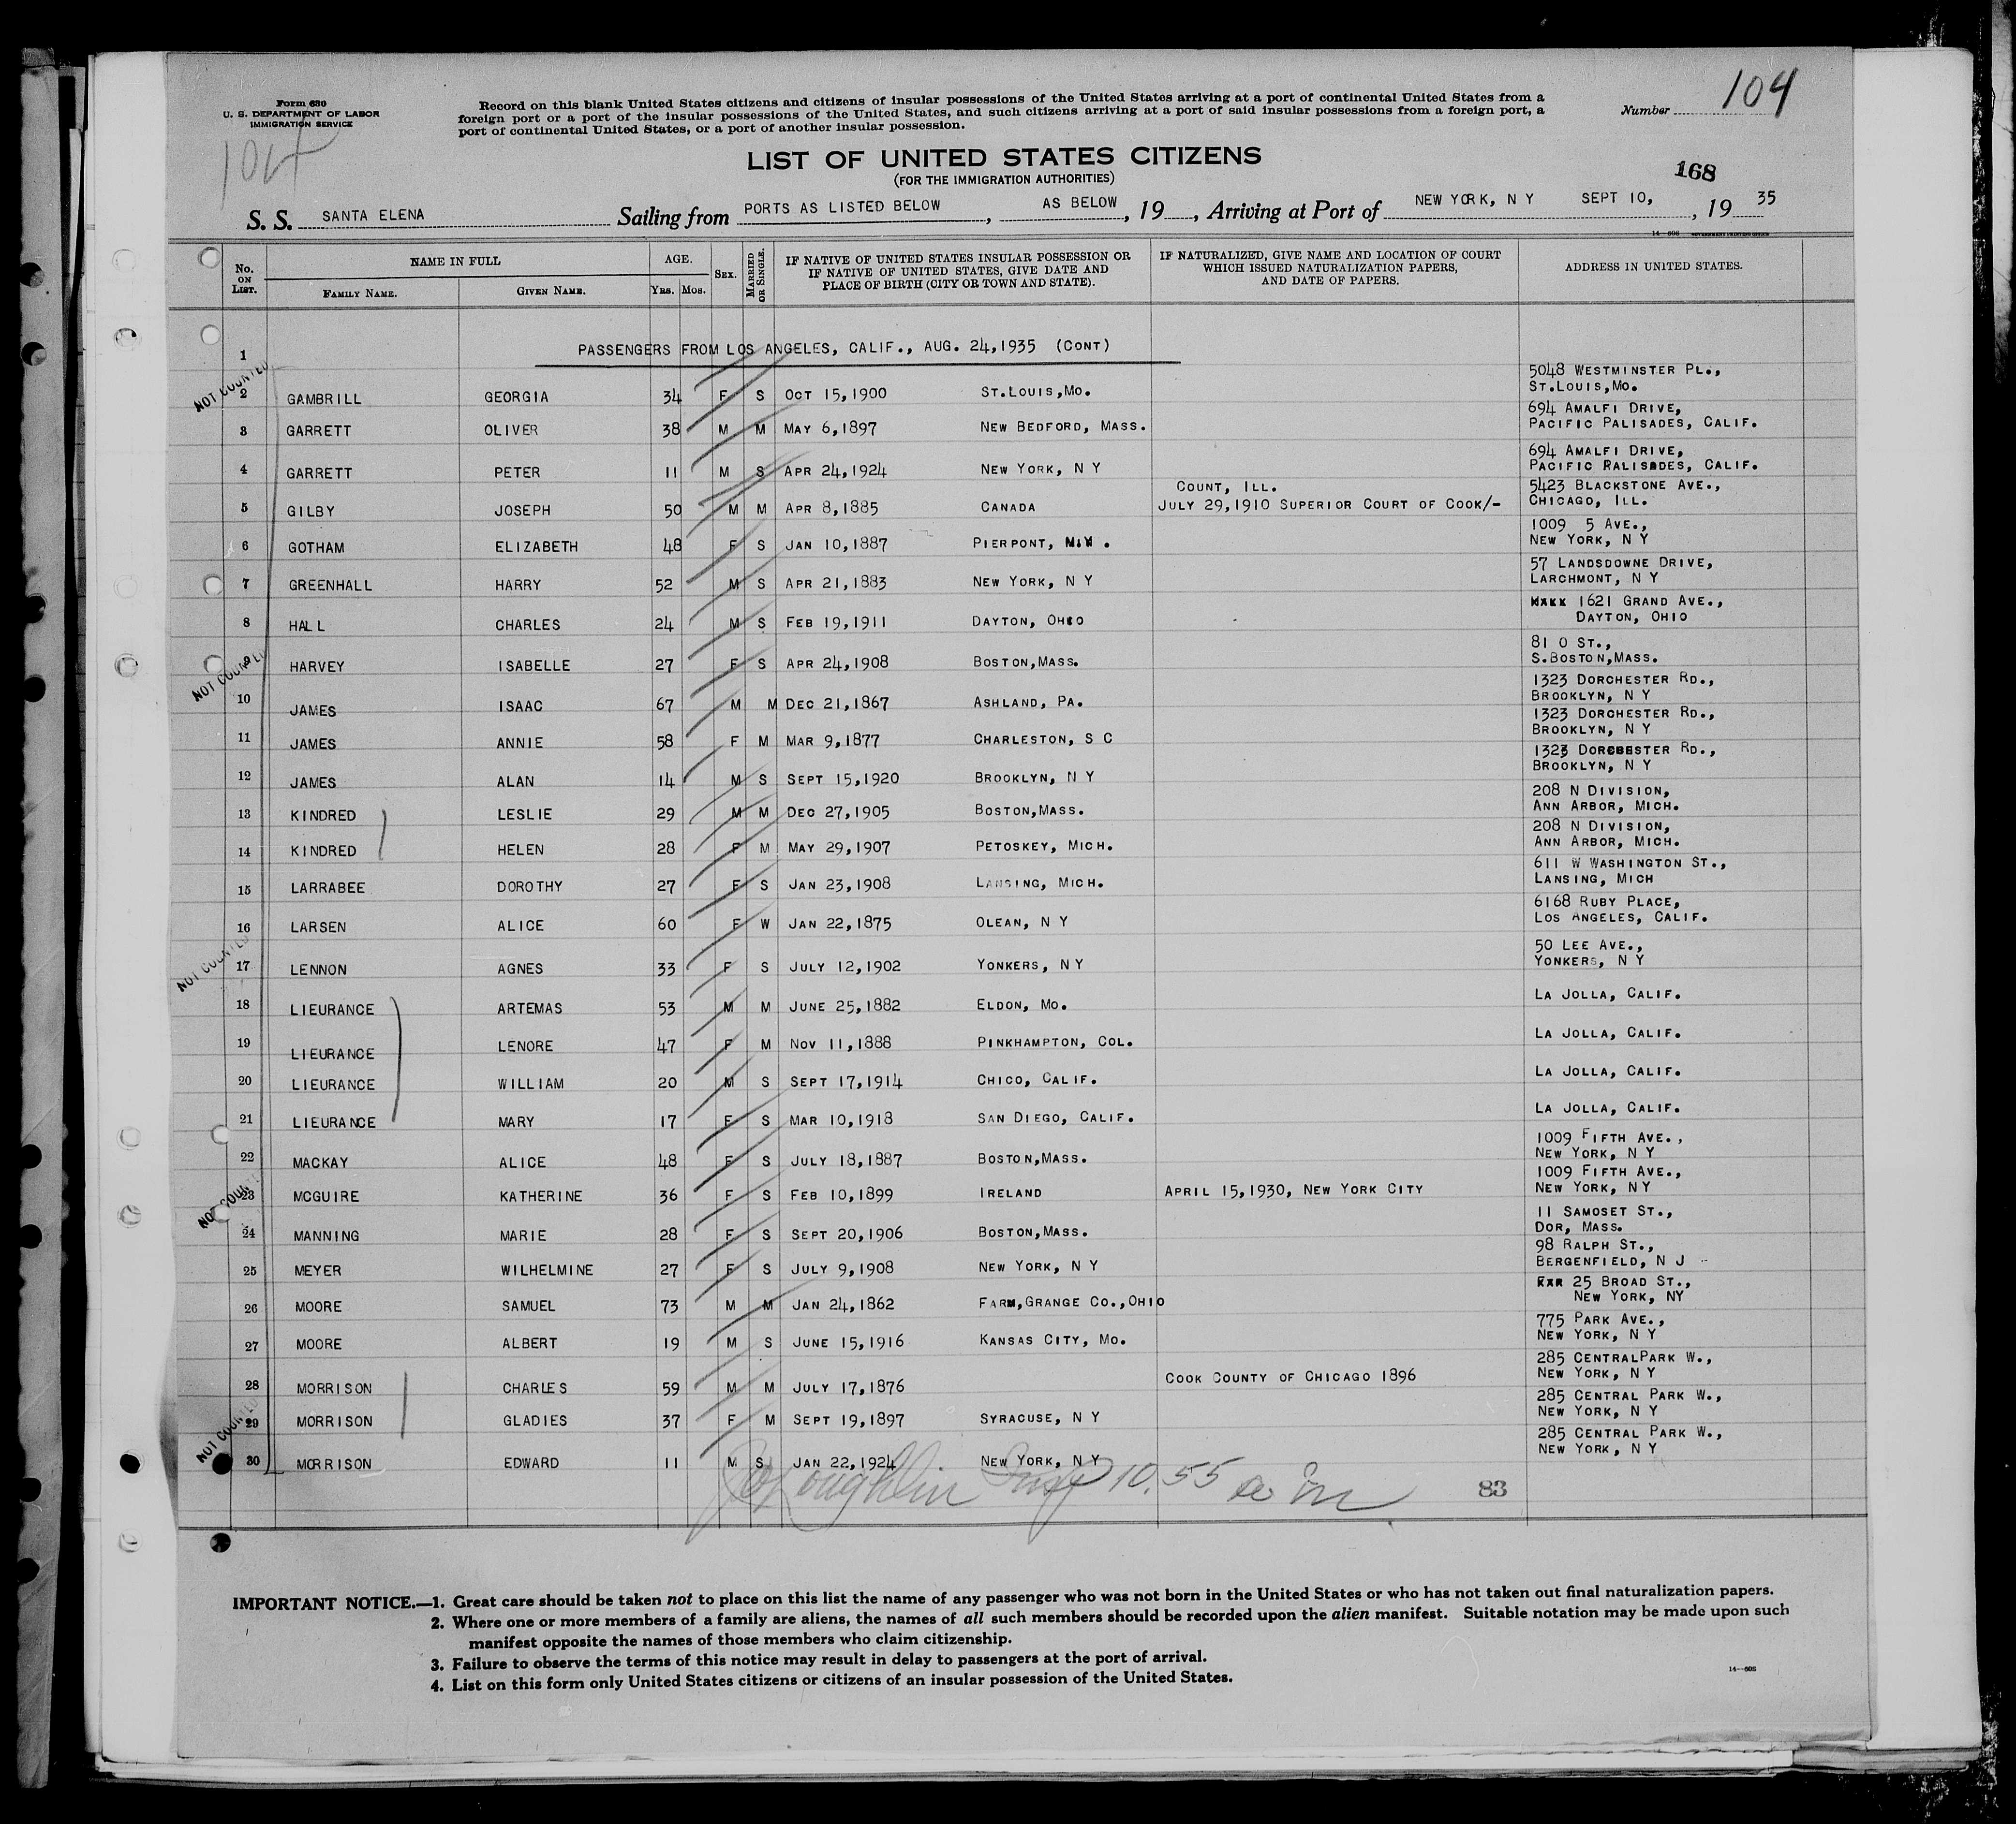 Form 630
U. S. DEPARTMENT OF LABOR
IMMIGRATION SERVICE
Record on this blank United States citizens and citizens of insular possessions of the United States arriving at a port of continental United States from a
foreign port or a port of the insular possessions of the United States, and such citizens arriving at a port of said insular possessions from a foreign port, a
port of continental United States, or a port of another insular possession.
Number 104
104
LIST OF UNITED STATES CITIZENS
(FOR THE IMMIGRATION AUTHORITIES)
168
S. S. SANTA ELENA Sailing from PORTS AS LISTED BELOW, AS BELOW, 19 , Arriving at Port of NEW YORK, N Y SEPT 10, , 19 35
No. ON LIST. NAME IN FULL FAMILY NAME. GIVEN NAME. AGE. YRS. MOS. SEX. MARRIED OR SINGLE. IF NATIVE OF UNITED STATES INSULAR POSSESSION OR IF NATIVE OF UNITED STATES, GIVE DATE AND PLACE OF BIRTH (CITY OR TOWN AND STATE). IF NATURALIZED, GIVE NAME AND LOCATION OF COURT WHICH ISSUED NATURALIZATION PAPERS, AND DATE OF PAPERS. ADDRESS IN UNITED STATES.
1 PASSENGERS FROM LOS ANGELES, CALIF., AUG. 24,1935 (CONT)
NOT COUNTED
2 GAMBRILL GEORGIA 34 F S OCT 15,1900 ST.LOUIS,MO. 5048 WESTMINSTER PL., ST.LOUIS,MO.
3 GARRETT OLIVER 38 M M MAY 6,1897 NEW BEDFORD, MASS. 694 AMALFI DRIVE, PACIFIC PALISADES, CALIF.
4 GARRETT PETER 11 M S APR 24,1924 NEW YORK, N Y 694 AMALFI DRIVE, PACIFIC RALISADES, CALIF.
5 GILBY JOSEPH 50 M M APR 8,1885 CANADA COUNT, ILL. JULY 29,1910 SUPERIOR COURT OF COOK/- 5423 BLACKSTONE AVE., CHICAGO, ILL.
6 GOTHAM ELIZABETH 48 F S JAN 10,1887 PIERPONT, 1009 5 AVE., NEW YORK, N Y
7 GREENHALL HARRY 52 M S APR 21,1883 NEW YORK, N Y 57 LANDSDOWNE DRIVE, LARCHMONT, N Y
8 HALL CHARLES 24 M S FEB 19,1911 DAYTON, OHIO 1621 GRAND AVE., DAYTON, OHIO
NOT COUNTED
9 HARVEY ISABELLE 27 F S APR 24,1908 BOSTON,MASS. 81 O ST., S.BOSTON,MASS.
10 JAMES ISAAC 67 M M DEC 21,1867 ASHLAND, PA. 1323 DORCHESTER RD., BROOKLYN, N Y
11 JAMES ANNIE 58 F M MAR 9,1877 CHARLESTON, S C 1323 DORCHESTER RD., BROOKLYN, N Y
12 JAMES ALAN 14 M S SEPT 15,1920 BROOKLYN, N Y 1323 DORCHESTER RD., BROOKLYN, N Y
13 KINDRED LESLIE 29 M M DEC 27,1905 BOSTON,MASS. 208 N DIVISION, ANN ARBOR, MICH.
14 KINDRED HELEN 28 F M MAY 29,1907 PETOSKEY, MICH. 208 N DIVISION, ANN ARBOR, MICH.
15 LARRABEE DOROTHY 27 F S JAN 23,1908 LANSING, MICH. 611 W WASHINGTON ST., LANSING, MICH
16 LARSEN ALICE 60 F W JAN 22,1875 OLEAN, N Y 6168 RUBY PLACE, LOS ANGELES, CALIF.
NOT COUNTED
17 LENNON AGNES 33 F S JULY 12,1902 YONKERS, N Y 50 LEE AVE., YONKERS, N Y
18 LIEURANCE ARTEMAS 53 M M JUNE 25,1882 ELDON, MO. LA JOLLA, CALIF.
19 LIEURANCE LENORE 47 F M NOV 11,1888 PINKHAMPTON, COL. LA JOLLA, CALIF.
20 LIEURANCE WILLIAM 20 M S SEPT 17,1914 CHICO, CALIF. LA JOLLA, CALIF.
21 LIEURANCE MARY 17 F S MAR 10,1918 SAN DIEGO, CALIF. LA JOLLA, CALIF.
22 MACKAY ALICE 48 F S JULY 18,1887 BOSTON,MASS. 1009 FIFTH AVE., NEW YORK, N Y
NOT COUNTED
23 MCGUIRE KATHERINE 36 F S FEB 10,1899 IRELAND APRIL 15,1930, NEW YORK CITY 1009 FIFTH AVE., NEW YORK, NY
24 MANNING MARIE 28 F S SEPT 20,1906 BOSTON,MASS. 11 SAMOSET ST., DOR, MASS.
25 MEYER WILHELMINE 27 F S JULY 9,1908 NEW YORK, N Y 98 RALPH ST., BERGENFIELD, N J
26 MOORE SAMUEL 73 M M JAN 24,1862 FARM,GRANGE CO.,OHIO 25 BROAD ST., NEW YORK, NY
27 MOORE ALBERT 19 M S JUNE 15,1916 KANSAS CITY, MO. 775 PARK AVE., NEW YORK, N Y
28 MORRISON CHARLES 59 M M JULY 17,1876 COOK COUNTY OF CHICAGO 1896 285 CENTRALPARK W., NEW YORK, N Y
NOT COUNTED
29 MORRISON GLADIES 37 F M SEPT 19,1897 SYRACUSE, N Y 285 CENTRAL PARK W., NEW YORK, N Y
30 MORRISON EDWARD 11 M S JAN 22,1924 NEW YORK, N Y 285 CENTRAL PARK W., NEW YORK, N Y
10.55 a m
83
IMPORTANT NOTICE.—1. Great care should be taken not to place on this list the name of any passenger who was not born in the United States or who has not taken out final naturalization papers.
2. Where one or more members of a family are aliens, the names of all such members should be recorded upon the alien manifest. Suitable notation may be made upon such
manifest opposite the names of those members who claim citizenship.
3. Failure to observe the terms of this notice may result in delay to passengers at the port of arrival.
4. List on this form only United States citizens or citizens of an insular possession of the United States.